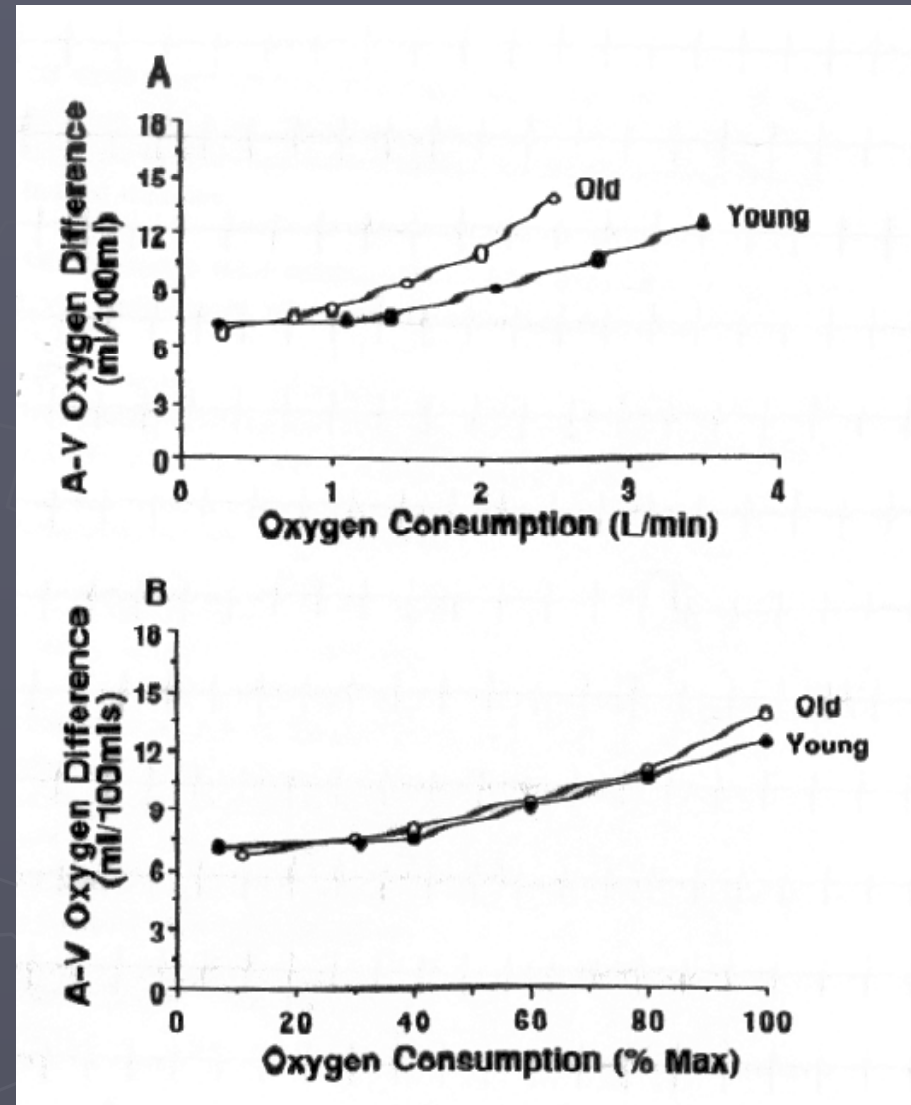 A
A-V Oxygen Difference
(ml/100ml)
18
15
12
9
6
3
0
Old
Young
0 1 2 3 4
Oxygen Consumption (L/min)
B
A-V Oxygen Difference
(ml/100mls)
18
15
12
9
6
3
0
Old
Young
0 20 40 60 80 100
Oxygen Consumption (% Max)